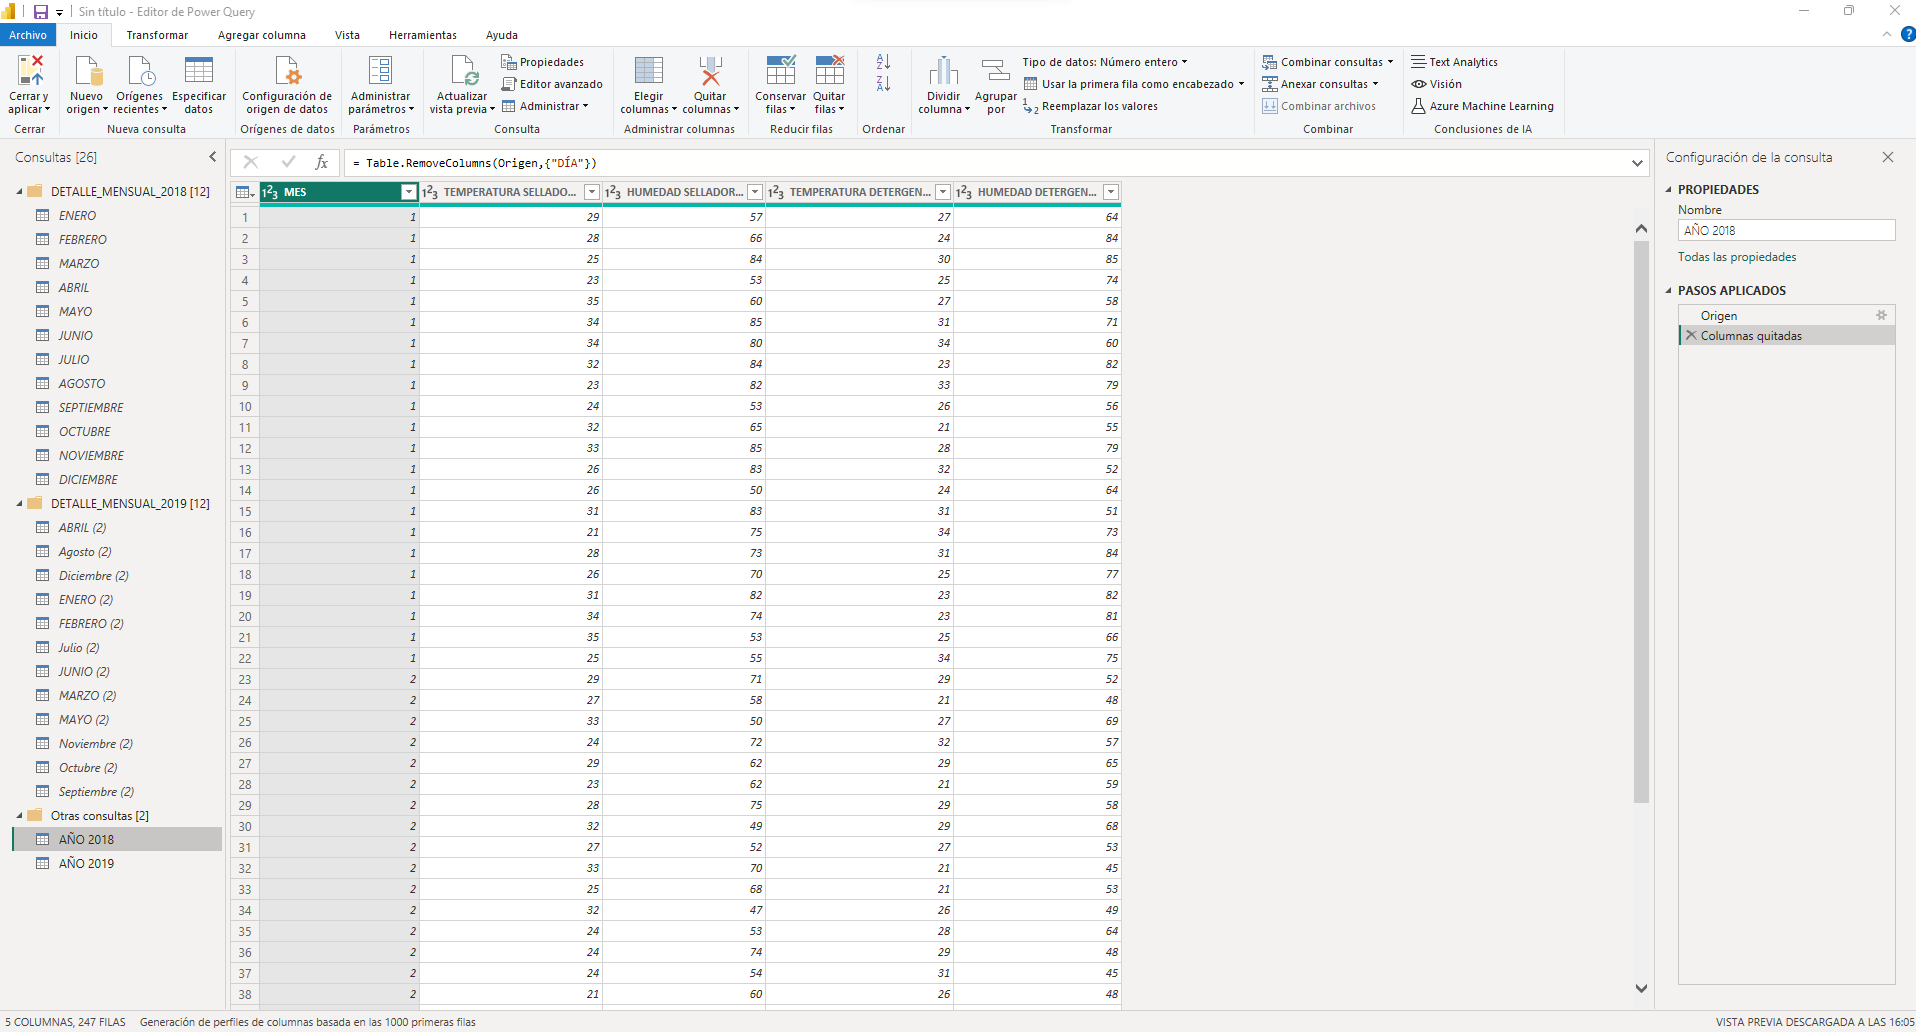 Sin título - Editor de Power Query
Archivo Inicio Transformar Agregar columna Vista Herramientas Ayuda
Cerrar y aplicar
Cerrar
Nuevo origen Orígenes recientes Especificar datos
Nueva consulta
Configuración de origen de datos
Orígenes de datos
Administrar parámetros
Parámetros
Actualizar vista previa
Propiedades
Editor avanzado
Administrar
Consulta
Elegir columnas Quitar columnas
Administrar columnas
Conservar filas Quitar filas
Reducir filas
Ordenar
Dividir columna Agrupar por
Tipo de datos: Número entero
Usar la primera fila como encabezado
Reemplazar los valores
Transformar
Combinar consultas
Anexar consultas
Combinar archivos
Combinar
Text Analytics
Visión
Azure Machine Learning
Conclusiones de IA
Consultas [26]
DETALLE_MENSUAL_2018 [12]
ENERO
FEBRERO
MARZO
ABRIL
MAYO
JUNIO
JULIO
AGOSTO
SEPTIEMBRE
OCTUBRE
NOVIEMBRE
DICIEMBRE
DETALLE_MENSUAL_2019 [12]
ABRIL (2)
Agosto (2)
Diciembre (2)
ENERO (2)
FEBRERO (2)
Julio (2)
JUNIO (2)
MARZO (2)
MAYO (2)
Noviembre (2)
Octubre (2)
Septiembre (2)
Otras consultas [2]
AÑO 2018
AÑO 2019
fx = Table.RemoveColumns(Origen,{"DÍA"})
123 MES 123 TEMPERATURA SELLADO... 123 HUMEDAD SELLADOR... 123 TEMPERATURA DETERGEN... 123 HUMEDAD DETERGEN...
1 1 29 57 27 64
2 1 28 66 24 84
3 1 25 84 30 85
4 1 23 53 25 74
5 1 35 60 27 58
6 1 34 85 31 71
7 1 34 80 34 60
8 1 32 84 23 82
9 1 23 82 33 79
10 1 24 53 26 56
11 1 32 65 21 55
12 1 33 85 28 79
13 1 26 83 32 52
14 1 26 50 24 64
15 1 31 83 31 51
16 1 21 75 34 73
17 1 28 73 31 84
18 1 26 70 25 77
19 1 31 82 23 82
20 1 34 74 23 81
21 1 35 53 25 66
22 1 25 55 34 75
23 2 29 71 29 52
24 2 27 58 21 48
25 2 33 50 27 69
26 2 24 72 32 57
27 2 29 62 29 65
28 2 23 62 21 59
29 2 28 75 29 58
30 2 32 49 29 68
31 2 27 52 27 53
32 2 33 70 21 45
33 2 25 68 21 53
34 2 32 47 26 49
35 2 24 53 28 64
36 2 24 74 29 48
37 2 24 54 31 45
38 2 21 60 26 48
Configuración de la consulta
PROPIEDADES
Nombre
AÑO 2018
Todas las propiedades
PASOS APLICADOS
Origen
Columnas quitadas
5 COLUMNAS, 247 FILAS Generación de perfiles de columnas basada en las 1000 primeras filas
VISTA PREVIA DESCARGADA A LAS 16:05